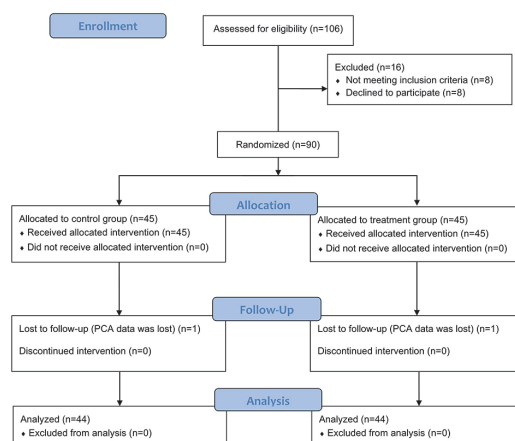 Enrollment
Assessed for eligibility (n=106)
Excluded (n=16)
♦ Not meeting inclusion criteria (n=8)
♦ Declined to participate (n=8)
Randomized (n=90)
Allocation
Allocated to control group (n=45)
♦ Received allocated intervention (n=45)
♦ Did not receive allocated intervention (n=0)
Allocated to treatment group (n=45)
♦ Received allocated intervention (n=45)
♦ Did not receive allocated intervention (n=0)
Follow-Up
Lost to follow-up (PCA data was lost) (n=1)
Discontinued intervention (n=0)
Lost to follow-up (PCA data was lost) (n=1)
Discontinued intervention (n=0)
Analysis
Analyzed (n=44)
♦ Excluded from analysis (n=0)
Analyzed (n=44)
♦ Excluded from analysis (n=0)